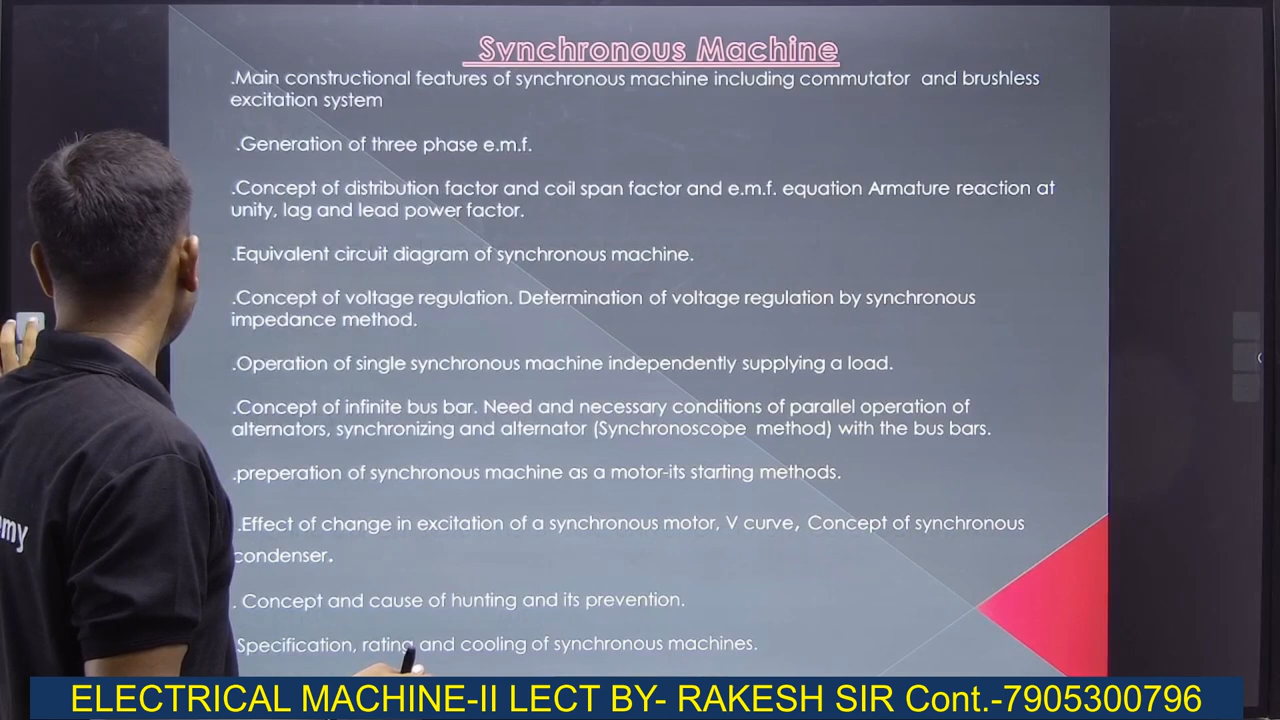 Synchronous Machine
.Main constructional features of synchronous machine including commutator and brushless
excitation system
.Generation of three phase e.m.f.
.Concept of distribution factor and coil span factor and e.m.f. equation Armature reaction at
unity, lag and lead power factor.
.Equivalent circuit diagram of synchronous machine.
.Concept of voltage regulation. Determination of voltage regulation by synchronous
impedance method.
.Operation of single synchronous machine independently supplying a load.
.Concept of infinite bus bar. Need and necessary conditions of parallel operation of
alternators, synchronizing and alternator (Synchronoscope method) with the bus bars.
.preperation of synchronous machine as a motor-its starting methods.
.Effect of change in excitation of a synchronous motor, V curve, Concept of synchronous
condenser.
. Concept and cause of hunting and its prevention.
.Specification, rating and cooling of synchronous machines.
emy
ELECTRICAL MACHINE-II LECT BY- RAKESH SIR Cont.-7905300796